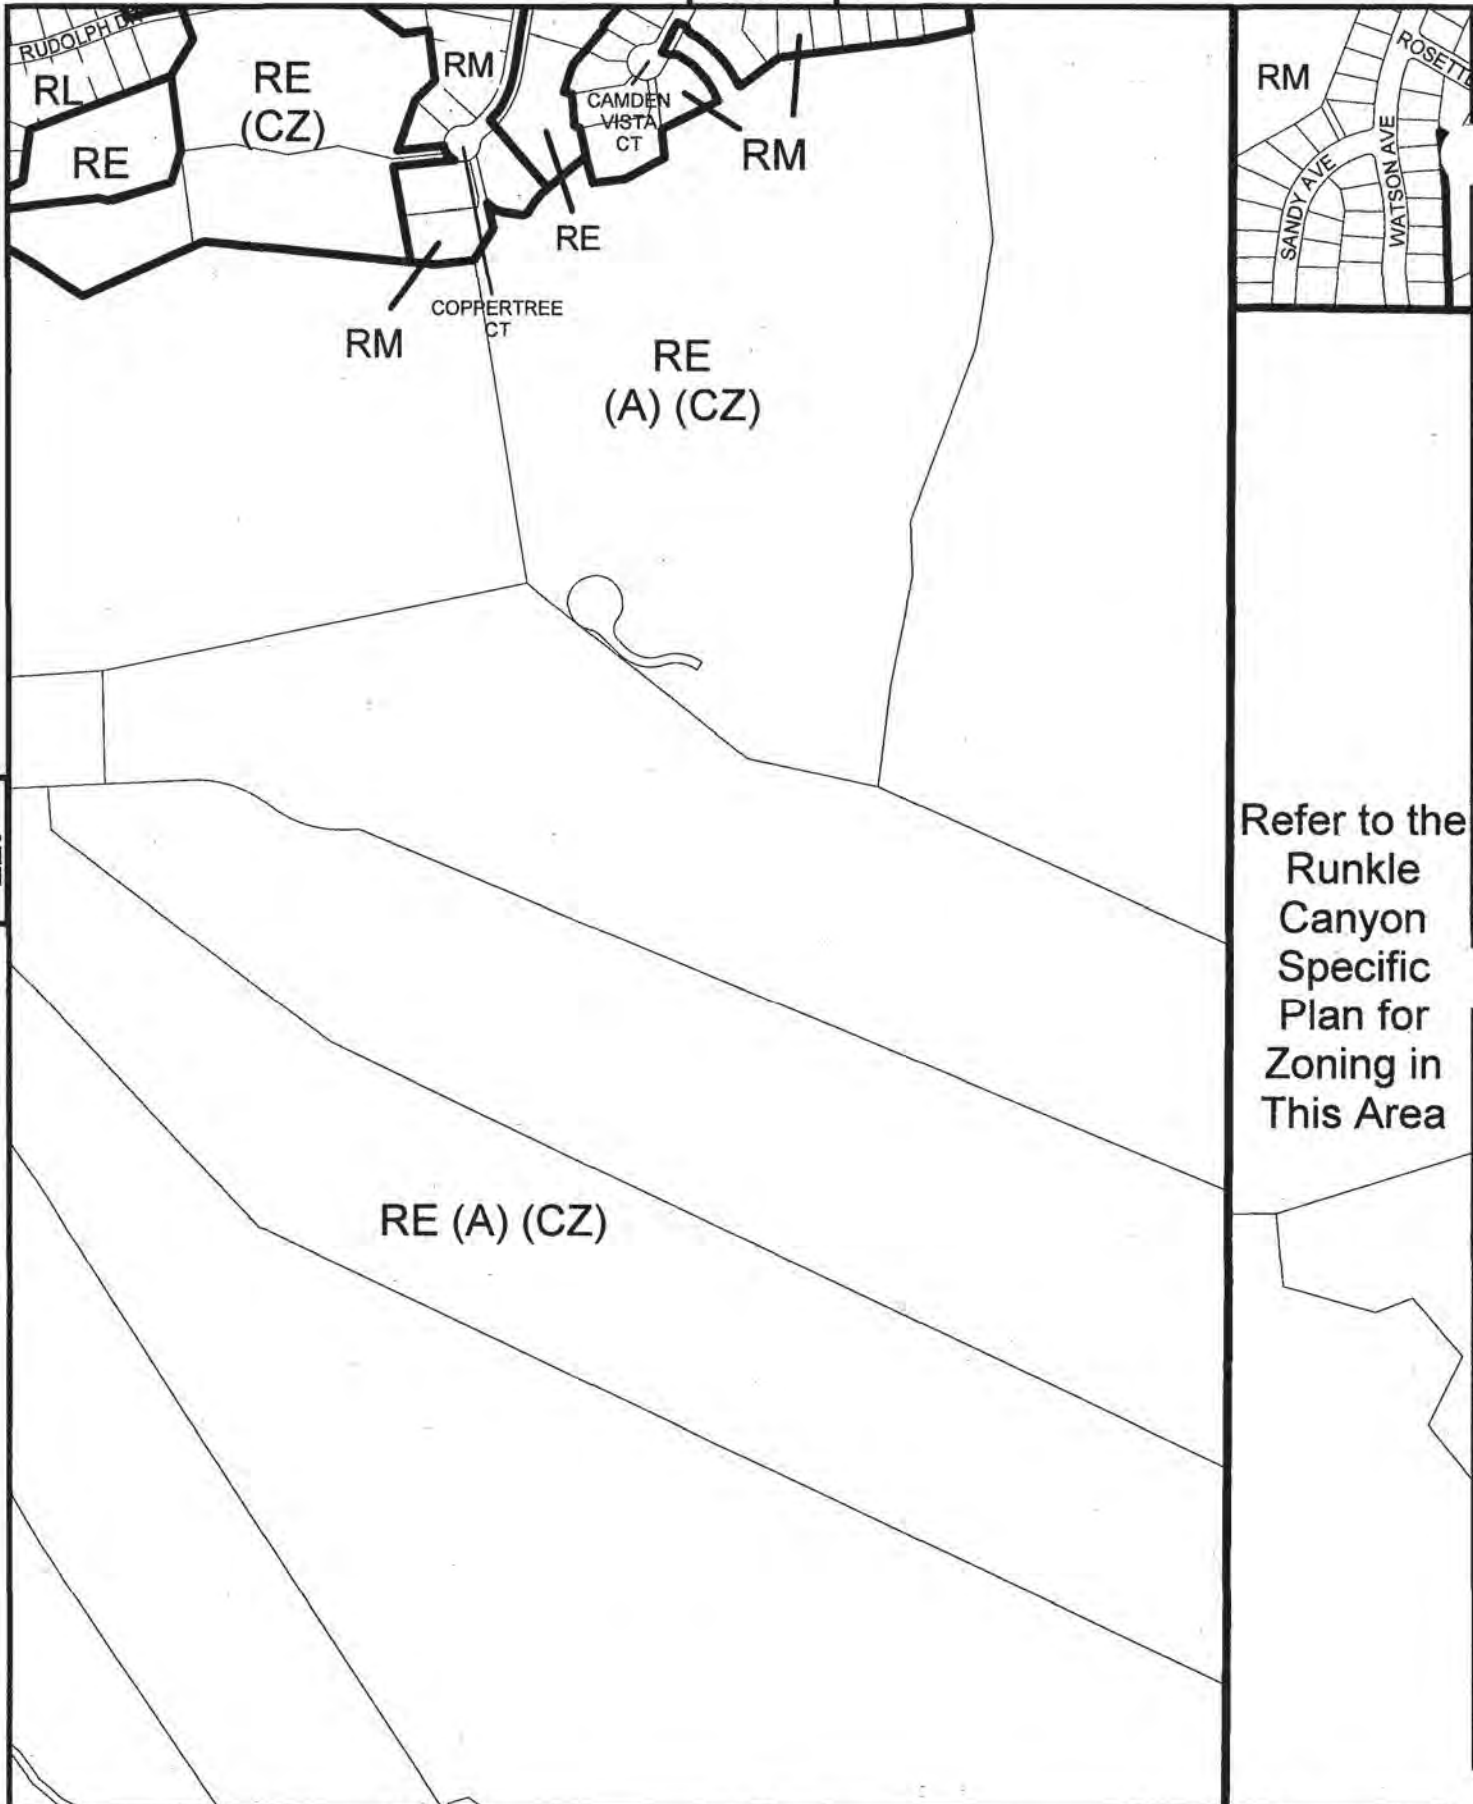 RUDOLPH DR
RL
RE
RE
(CZ)
RM
CAMDEN
VISTA
CT
RM
RE
COPPERTREE
CT
RM
RE
(A) (CZ)
RE (A) (CZ)
RM
SANDY AVE
WATSON AVE
Refer to the
Runkle
Canyon
Specific
Plan for
Zoning in
This Area